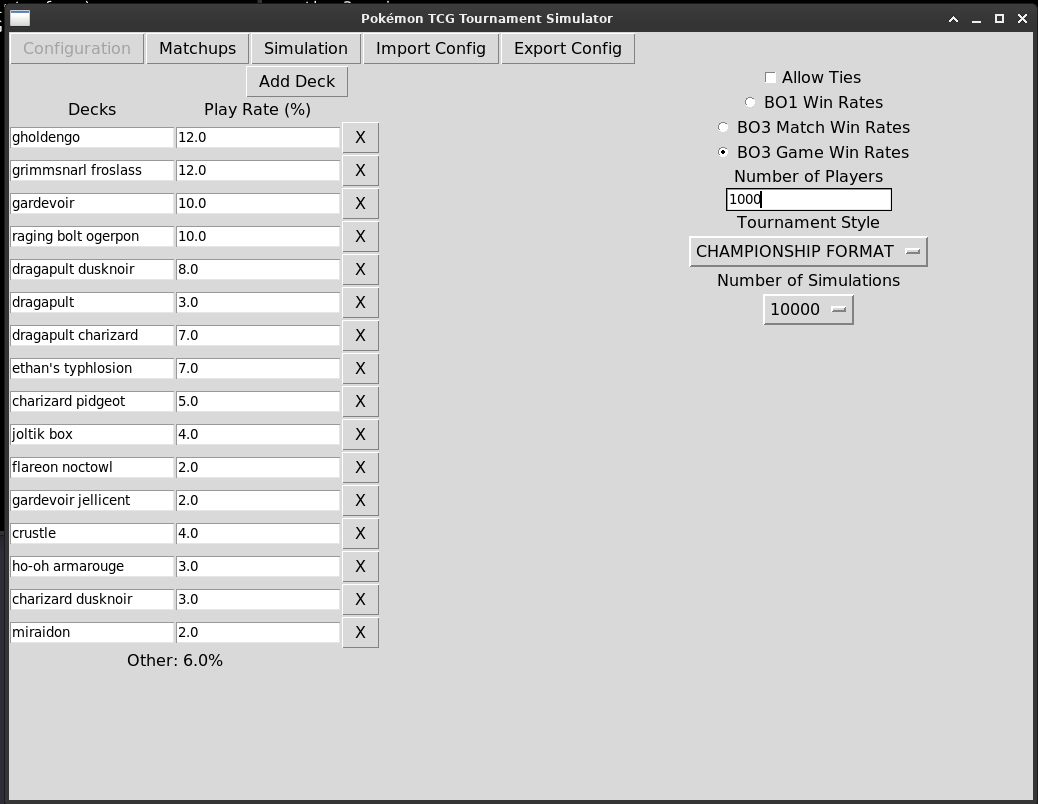 Pokémon TCG Tournament Simulator
Configuration Matchups Simulation Import Config Export Config
Add Deck
Decks Play Rate (%)
gholdengo 12.0 X
grimmsnarl froslass 12.0 X
gardevoir 10.0 X
raging bolt ogerpon 10.0 X
dragapult dusknoir 8.0 X
dragapult 3.0 X
dragapult charizard 7.0 X
ethan's typhlosion 7.0 X
charizard pidgeot 5.0 X
joltik box 4.0 X
flareon noctowl 2.0 X
gardevoir jellicent 2.0 X
crustle 4.0 X
ho-oh armarouge 3.0 X
charizard dusknoir 3.0 X
miraidon 2.0 X
Other: 6.0%
Allow Ties
BO1 Win Rates
BO3 Match Win Rates
BO3 Game Win Rates
Number of Players
1000
Tournament Style
CHAMPIONSHIP FORMAT
Number of Simulations
10000